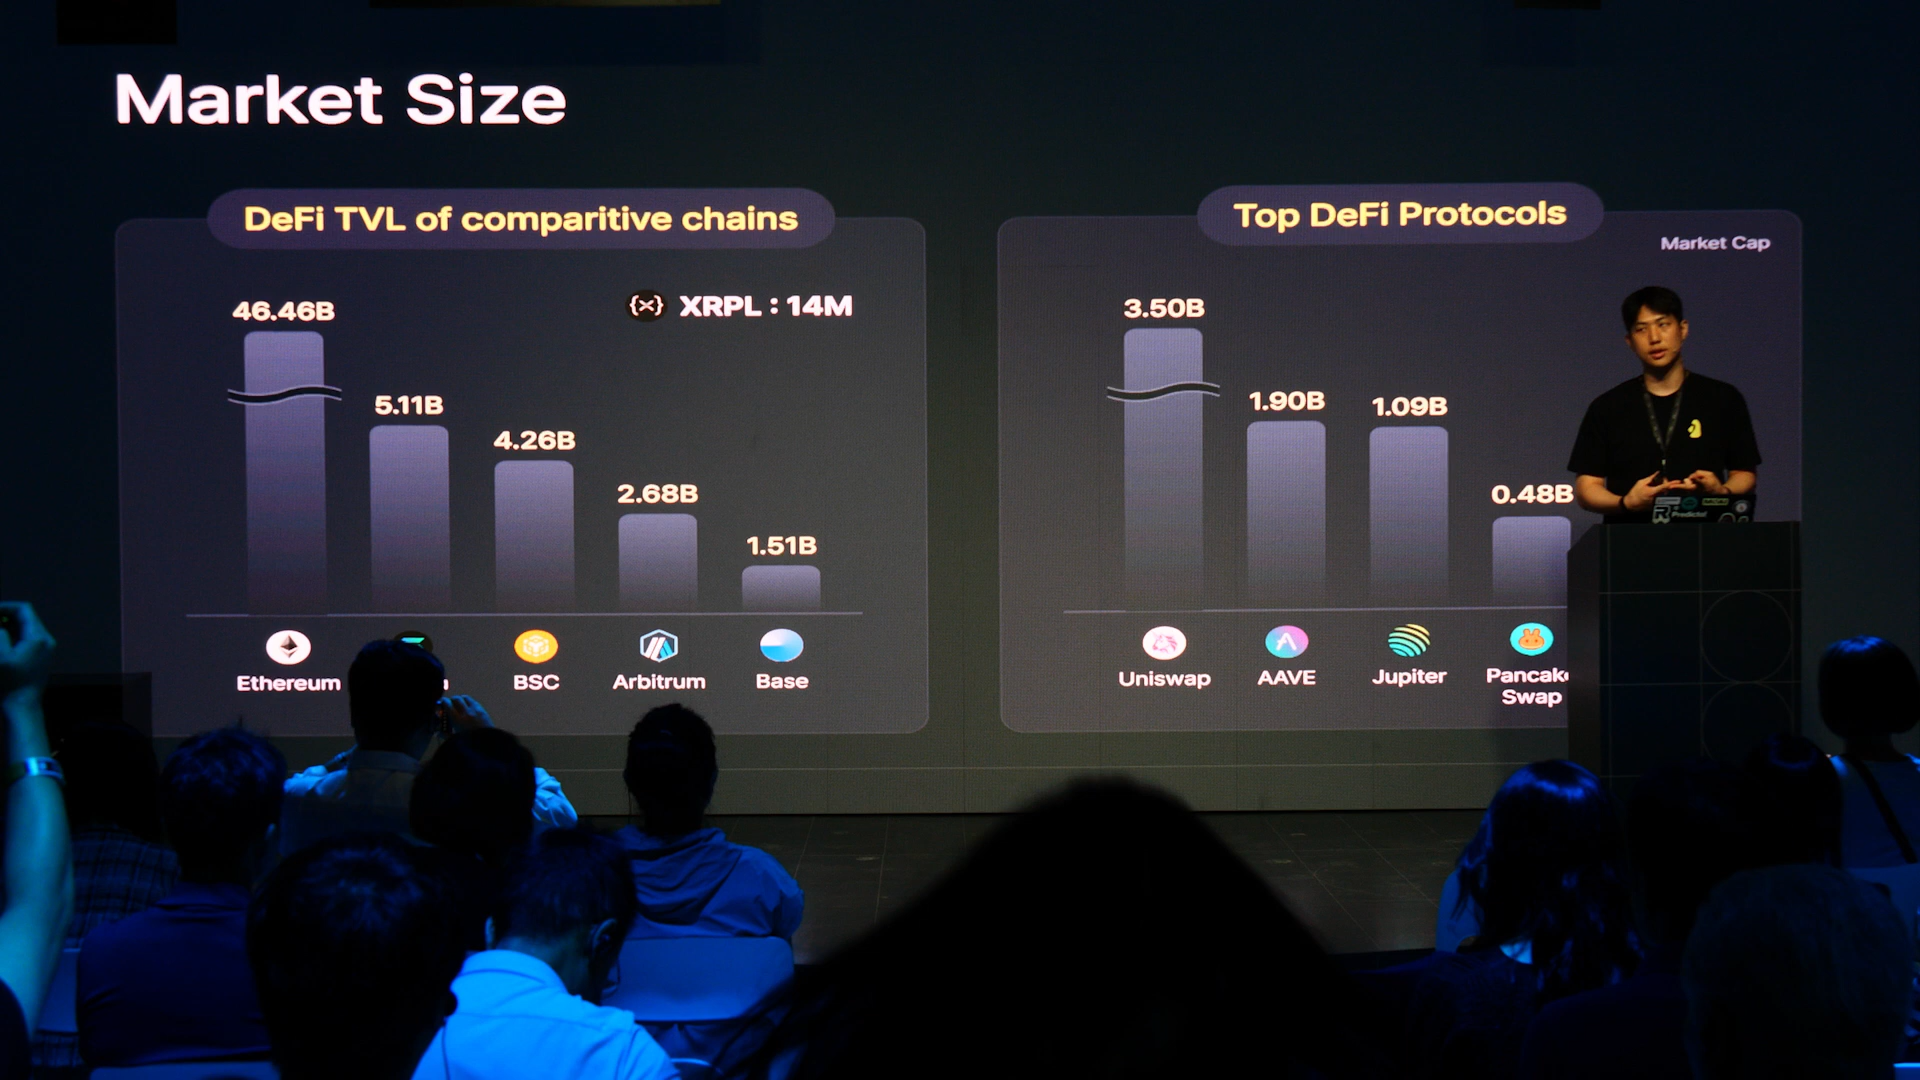 Market Size
DeFi TVL of comparitive chains
XRPL : 14M
46.46B
5.11B
4.26B
2.68B
1.51B
Ethereum
BSC
Arbitrum
Base
Top DeFi Protocols
Market Cap
3.50B
1.90B
1.09B
0.48B
Uniswap
AAVE
Jupiter
Pancake
Swap